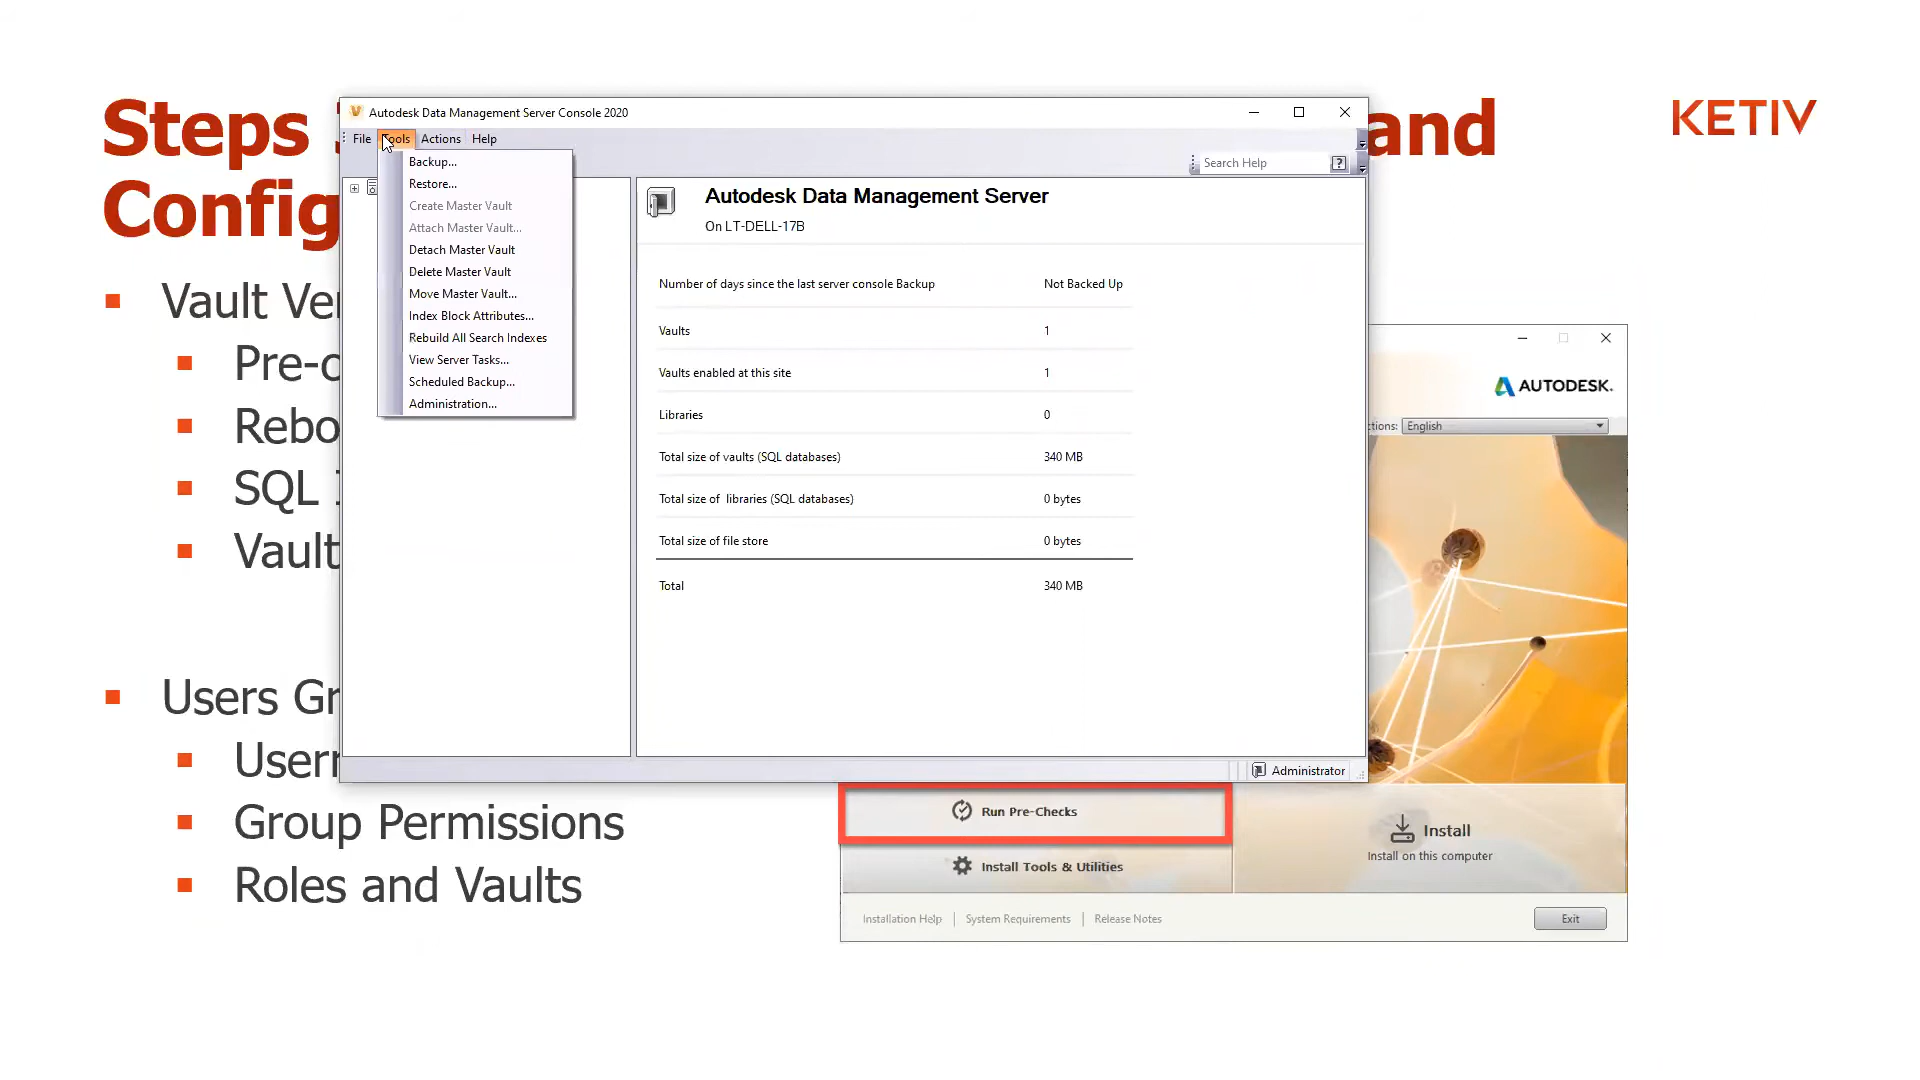 Steps
and
Config
KETIV
Vault Ver
Pre-c
Rebo
SQL
Vault
Users Gr
User
Group Permissions
Roles and Vaults
Autodesk Data Management Server Console 2020
File Tools Actions Help
Search Help
Backup...
Restore...
Create Master Vault
Attach Master Vault...
Detach Master Vault
Delete Master Vault
Move Master Vault...
Index Block Attributes...
Rebuild All Search Indexes
View Server Tasks...
Scheduled Backup...
Administration...
Autodesk Data Management Server
On LT-DELL-17B
Number of days since the last server console Backup Not Backed Up
Vaults 1
Vaults enabled at this site 1
Libraries 0
Total size of vaults (SQL databases) 340 MB
Total size of libraries (SQL databases) 0 bytes
Total size of file store 0 bytes
Total 340 MB
Administrator
AUTODESK.
ctions: English
Run Pre-Checks
Install Tools & Utilities
Install
Install on this computer
Installation Help | System Requirements | Release Notes
Exit